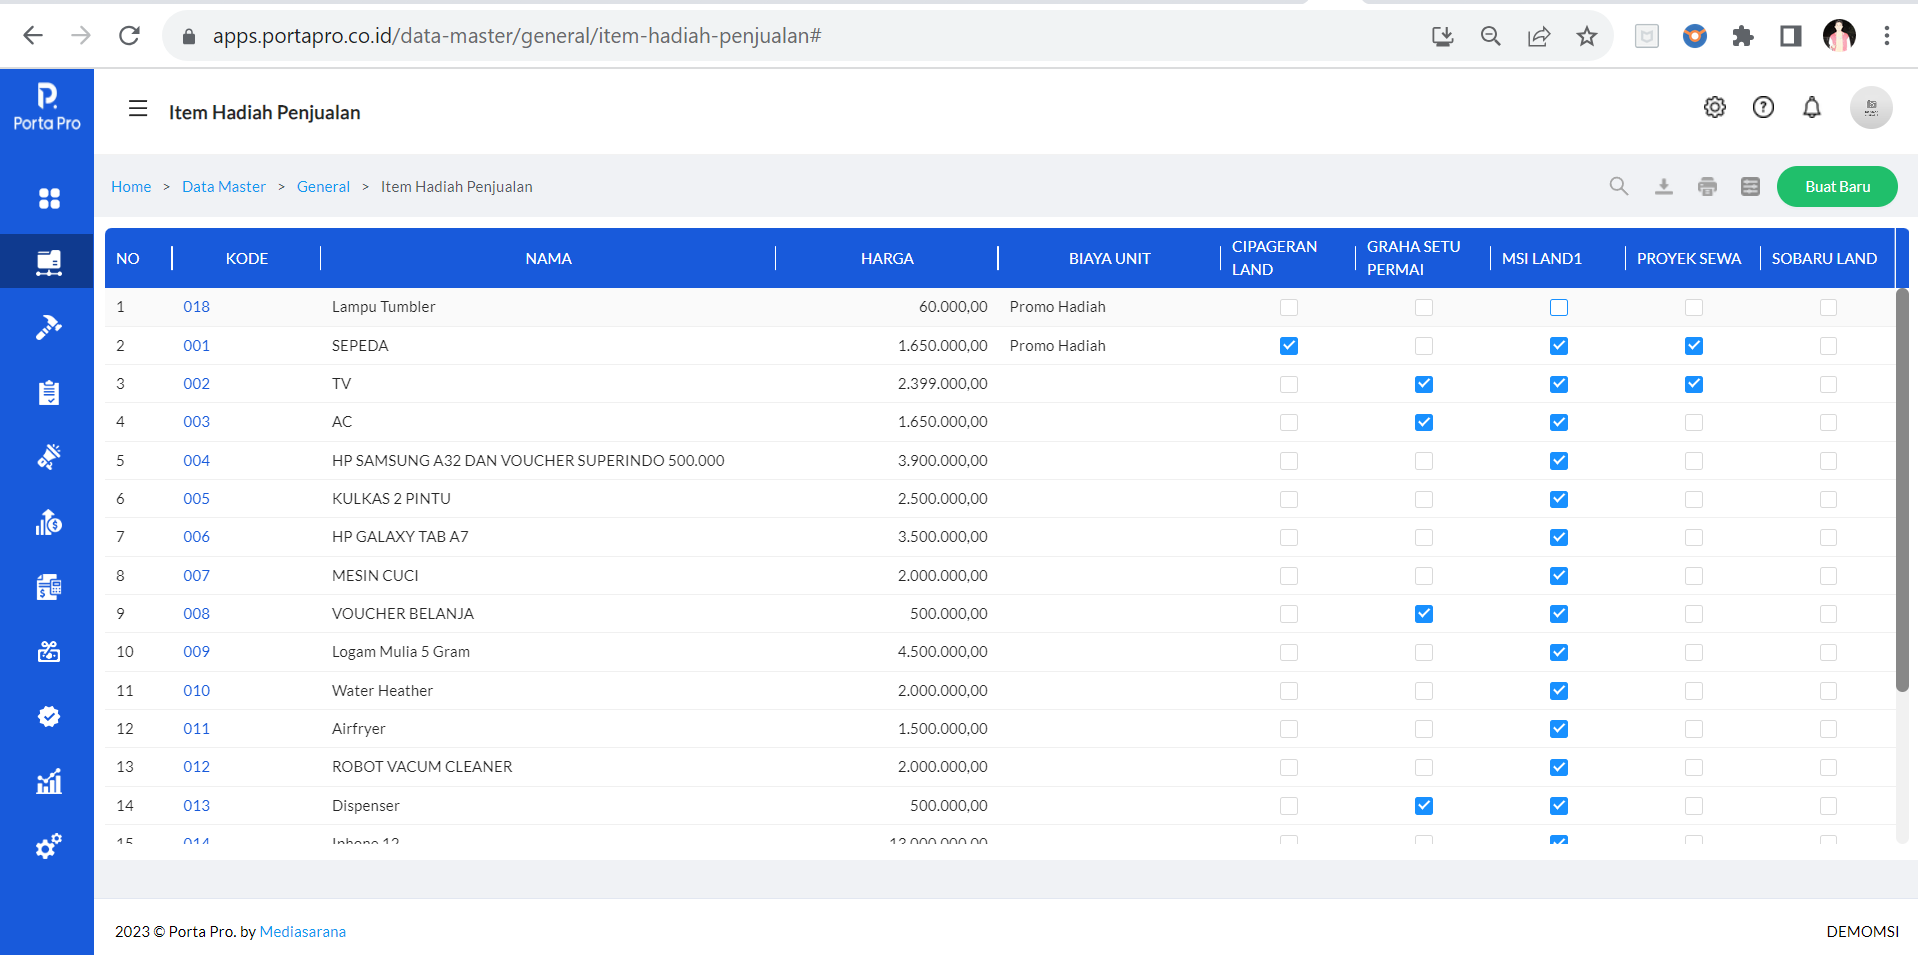 apps.portapro.co.id/data-master/general/item-hadiah-penjualan#
Porta Pro
Item Hadiah Penjualan
Home > Data Master > General > Item Hadiah Penjualan
Buat Baru
NO KODE NAMA HARGA BIAYA UNIT CIPAGERAN LAND GRAHA SETU PERMAI MSI LAND1 PROYEK SEWA SOBARU LAND
1 018 Lampu Tumbler 60.000,00 Promo Hadiah
2 001 SEPEDA 1.650.000,00 Promo Hadiah
3 002 TV 2.399.000,00
4 003 AC 1.650.000,00
5 004 HP SAMSUNG A32 DAN VOUCHER SUPERINDO 500.000 3.900.000,00
6 005 KULKAS 2 PINTU 2.500.000,00
7 006 HP GALAXY TAB A7 3.500.000,00
8 007 MESIN CUCI 2.000.000,00
9 008 VOUCHER BELANJA 500.000,00
10 009 Logam Mulia 5 Gram 4.500.000,00
11 010 Water Heather 2.000.000,00
12 011 Airfryer 1.500.000,00
13 012 ROBOT VACUM CLEANER 2.000.000,00
14 013 Dispenser 500.000,00
15 014 Iphone 12 13.000.000,00
2023 © Porta Pro. by Mediasarana
DEMOMSI